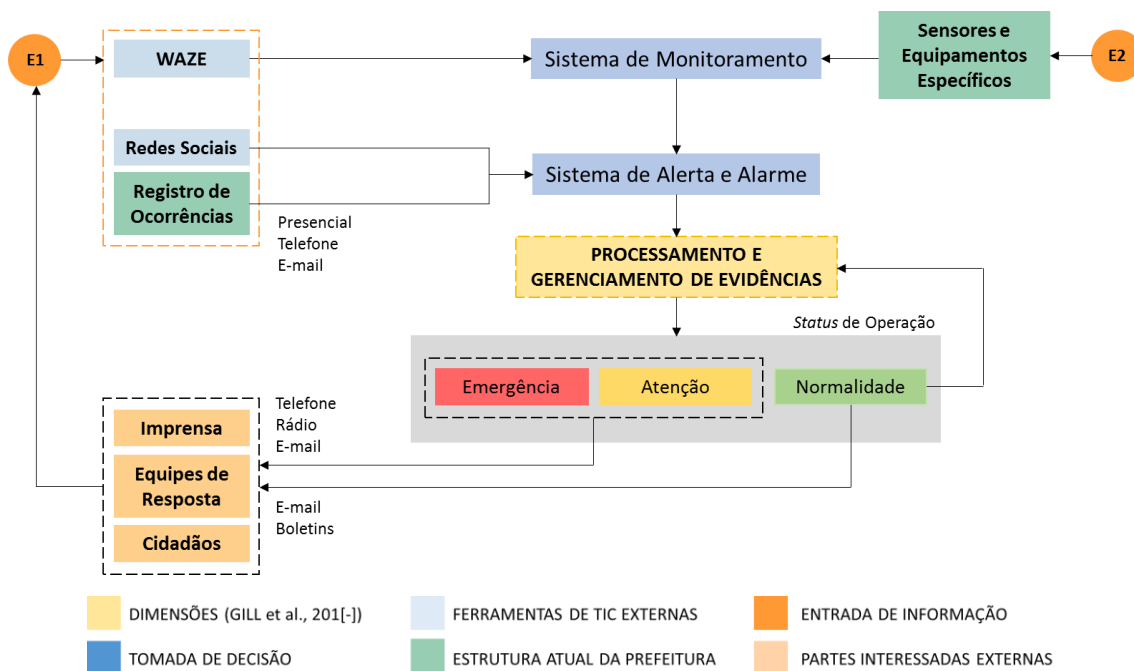 E1
WAZE
Sistema de Monitoramento
Sensores e
Equipamentos
Específicos
E2
Redes Sociais
Registro de
Ocorrências
Presencial
Telefone
E-mail
Sistema de Alerta e Alarme
PROCESSAMENTO E
GERENCIAMENTO DE EVIDÊNCIAS
Status de Operação
Emergência
Atenção
Normalidade
Telefone
Rádio
E-mail
Imprensa
Equipes de
Resposta
Cidadãos
E-mail
Boletins
DIMENSÕES (GILL et al., 201[-])
FERRAMENTAS DE TIC EXTERNAS
ENTRADA DE INFORMAÇÃO
TOMADA DE DECISÃO
ESTRUTURA ATUAL DA PREFEITURA
PARTES INTERESSADAS EXTERNAS